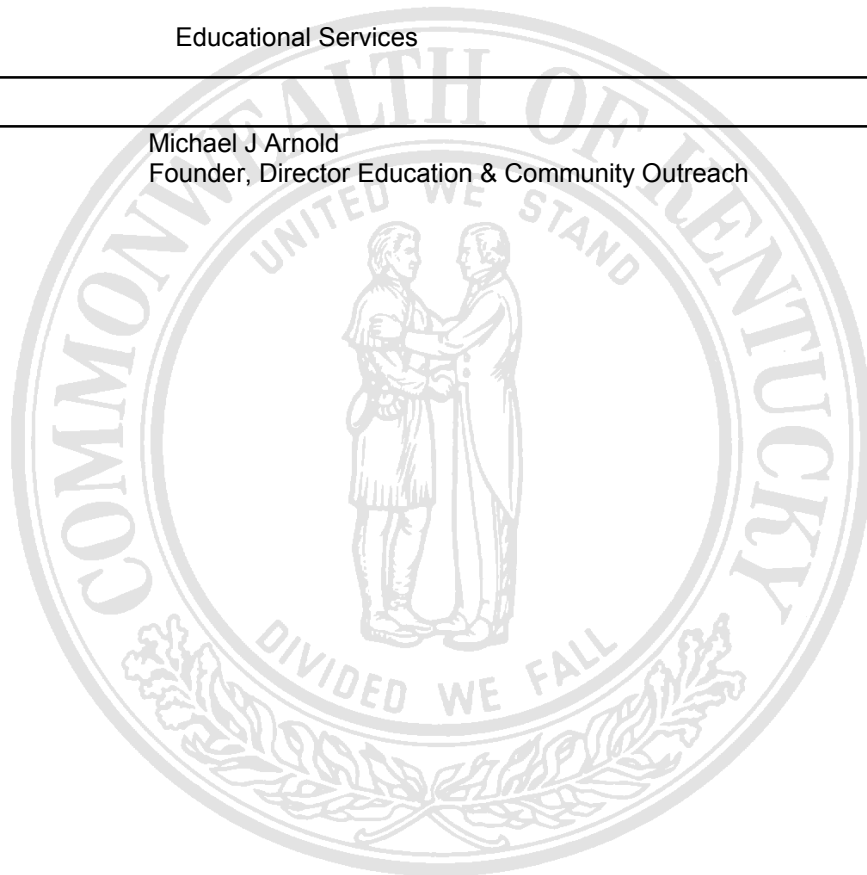 Educational Services
Michael J Arnold
Founder, Director Education & Community Outreach
COMMONWEALTH OF KENTUCKY
UNITED WE STAND
DIVIDED WE FALL